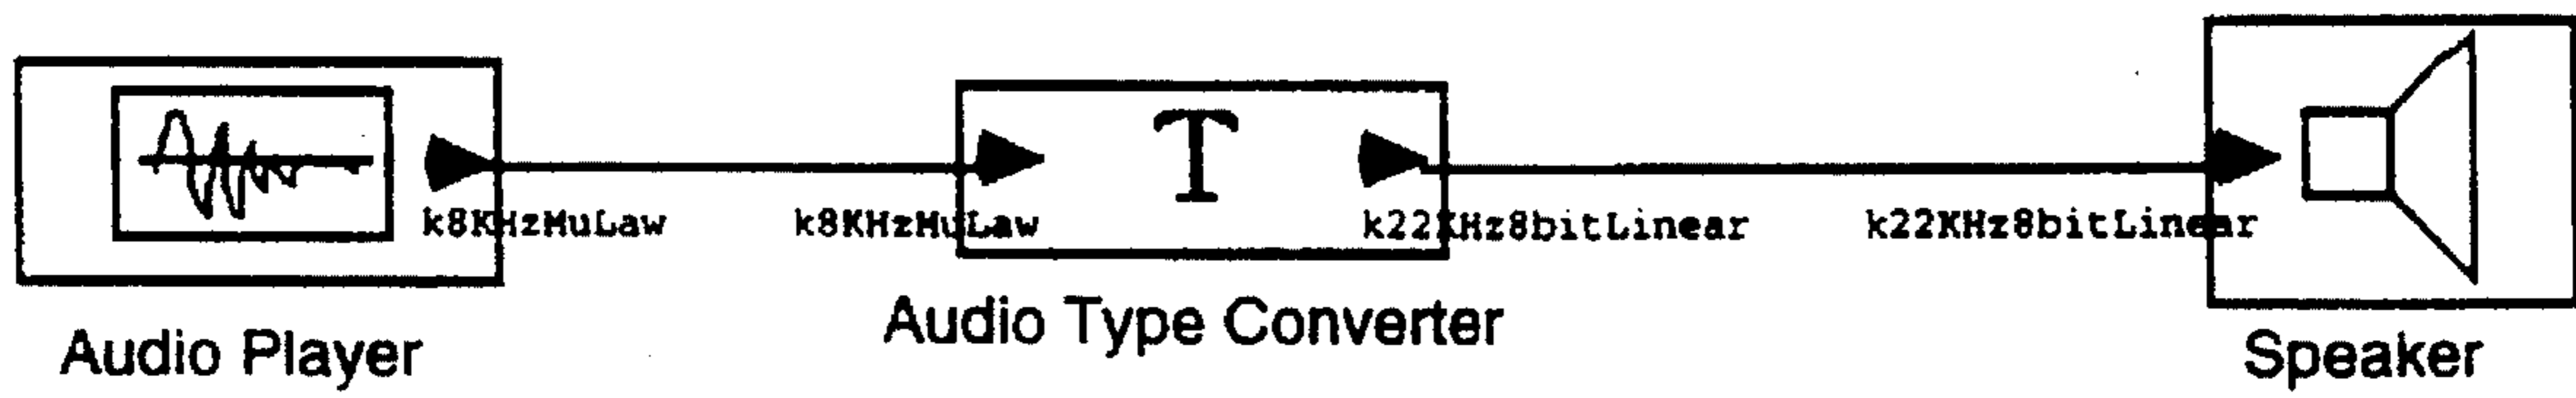 T
k8KHzMuLaw
k8KHzMuLaw
k22KHz8bitLinear
k22KHz8bitLinear
Audio Player
Audio Type Converter
Speaker